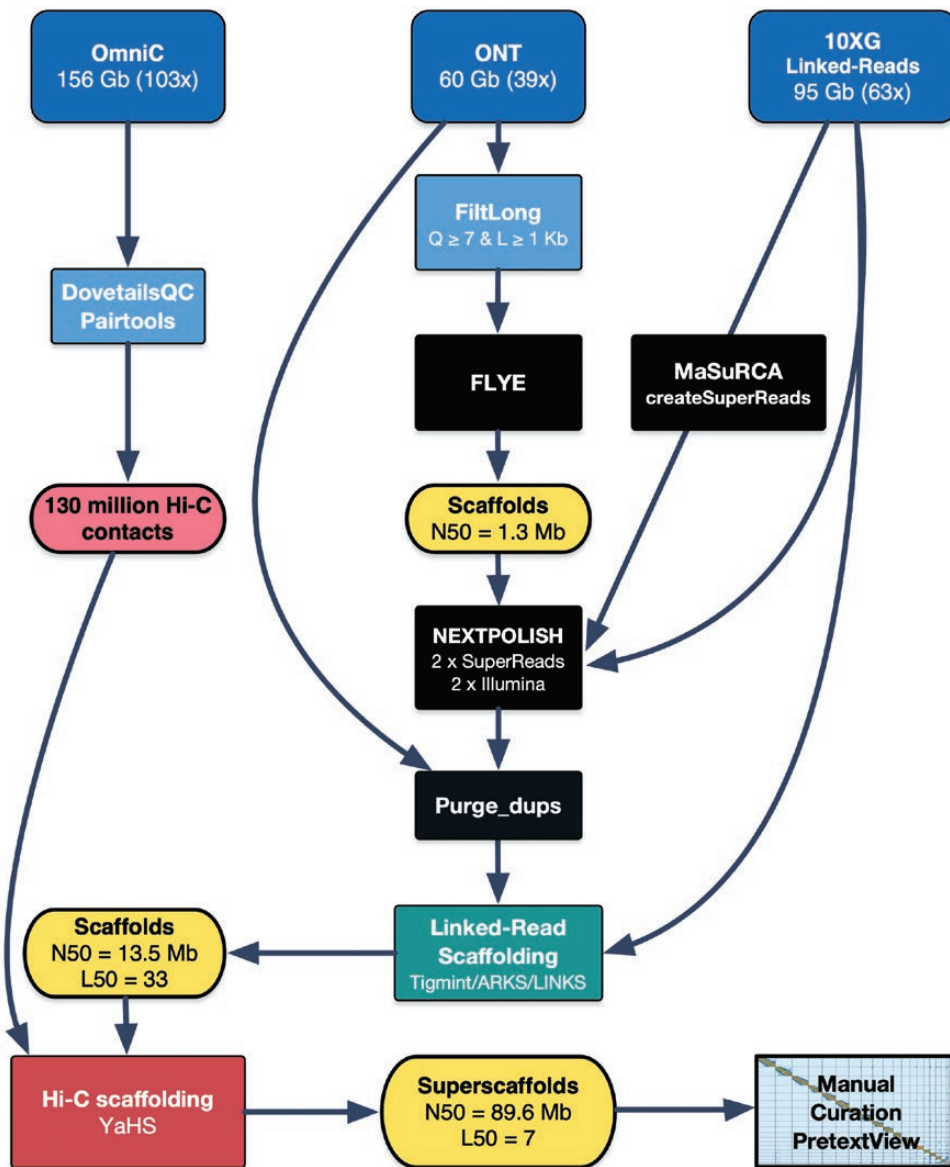 OmniC
156 Gb (103x)
ONT
60 Gb (39x)
10XG
Linked-Reads
95 Gb (63x)
FiltLong
Q ≥ 7 & L ≥ 1 Kb
DovetailsQC
Pairtools
FLYE
MaSuRCA
createSuperReads
130 million Hi-C
contacts
Scaffolds
N50 = 1.3 Mb
NEXTPOLISH
2 x SuperReads
2 x Illumina
Purge_dups
Scaffolds
N50 = 13.5 Mb
L50 = 33
Linked-Read
Scaffolding
Tigmint/ARKS/LINKS
Hi-C scaffolding
YaHS
Superscaffolds
N50 = 89.6 Mb
L50 = 7
Manual
Curation
PretextView